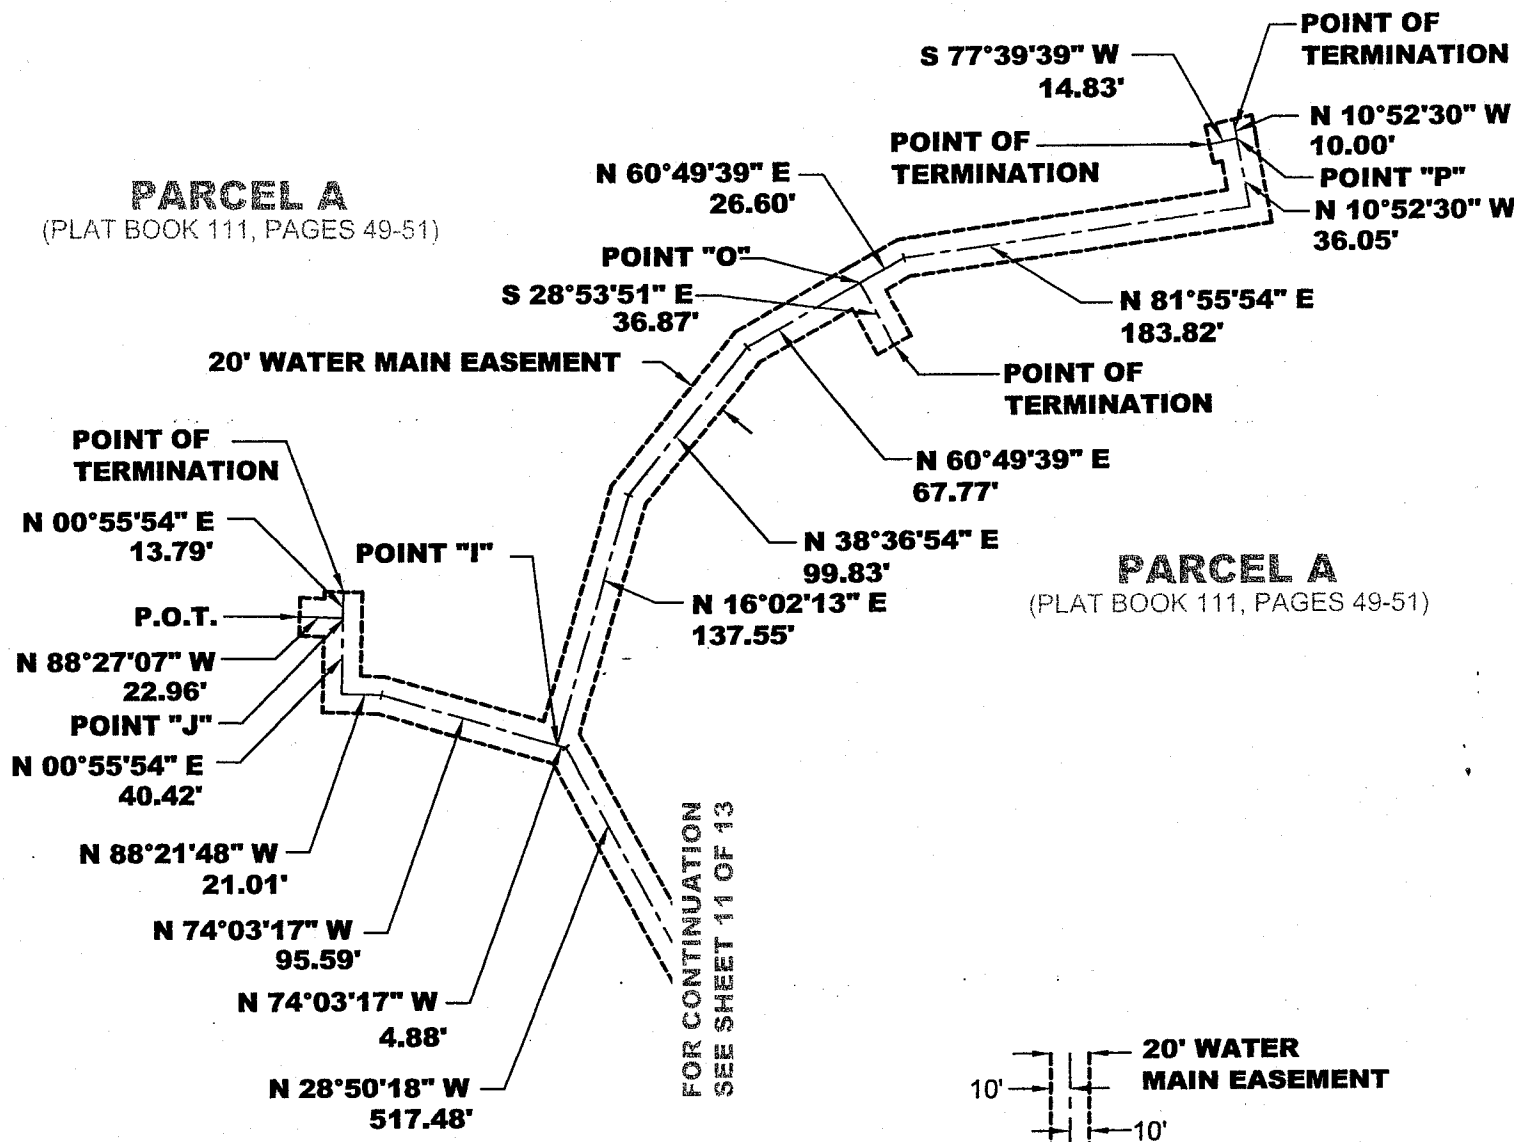 POINT OF
TERMINATION
S 77°39'39" W
14.83'
N 10°52'30" W
10.00'
POINT OF
TERMINATION
POINT "P"
N 10°52'30" W
36.05'
N 60°49'39" E
26.60'
PARCEL A
(PLAT BOOK 111, PAGES 49-51)
POINT "O"
S 28°53'51" E
36.87'
N 81°55'54" E
183.82'
20' WATER MAIN EASEMENT
POINT OF
TERMINATION
POINT OF
TERMINATION
N 60°49'39" E
67.77'
N 00°55'54" E
13.79'
POINT "I"
N 38°36'54" E
99.83'
PARCEL A
(PLAT BOOK 111, PAGES 49-51)
N 16°02'13" E
137.55'
P.O.T.
N 88°27'07" W
22.96'
POINT "J"
N 00°55'54" E
40.42'
N 88°21'48" W
21.01'
N 74°03'17" W
95.59'
N 74°03'17" W
4.88'
N 28°50'18" W
517.48'
FOR CONTINUATION
SEE SHEET 11 OF 13
20' WATER
MAIN EASEMENT
10'
10'